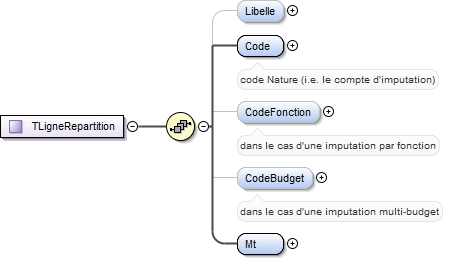 Libelle
TLigneRepartition
Code
code Nature (i.e. le compte d'imputation)
CodeFonction
dans le cas d'une imputation par fonction
CodeBudget
dans le cas d'une imputation multi-budget
Mt